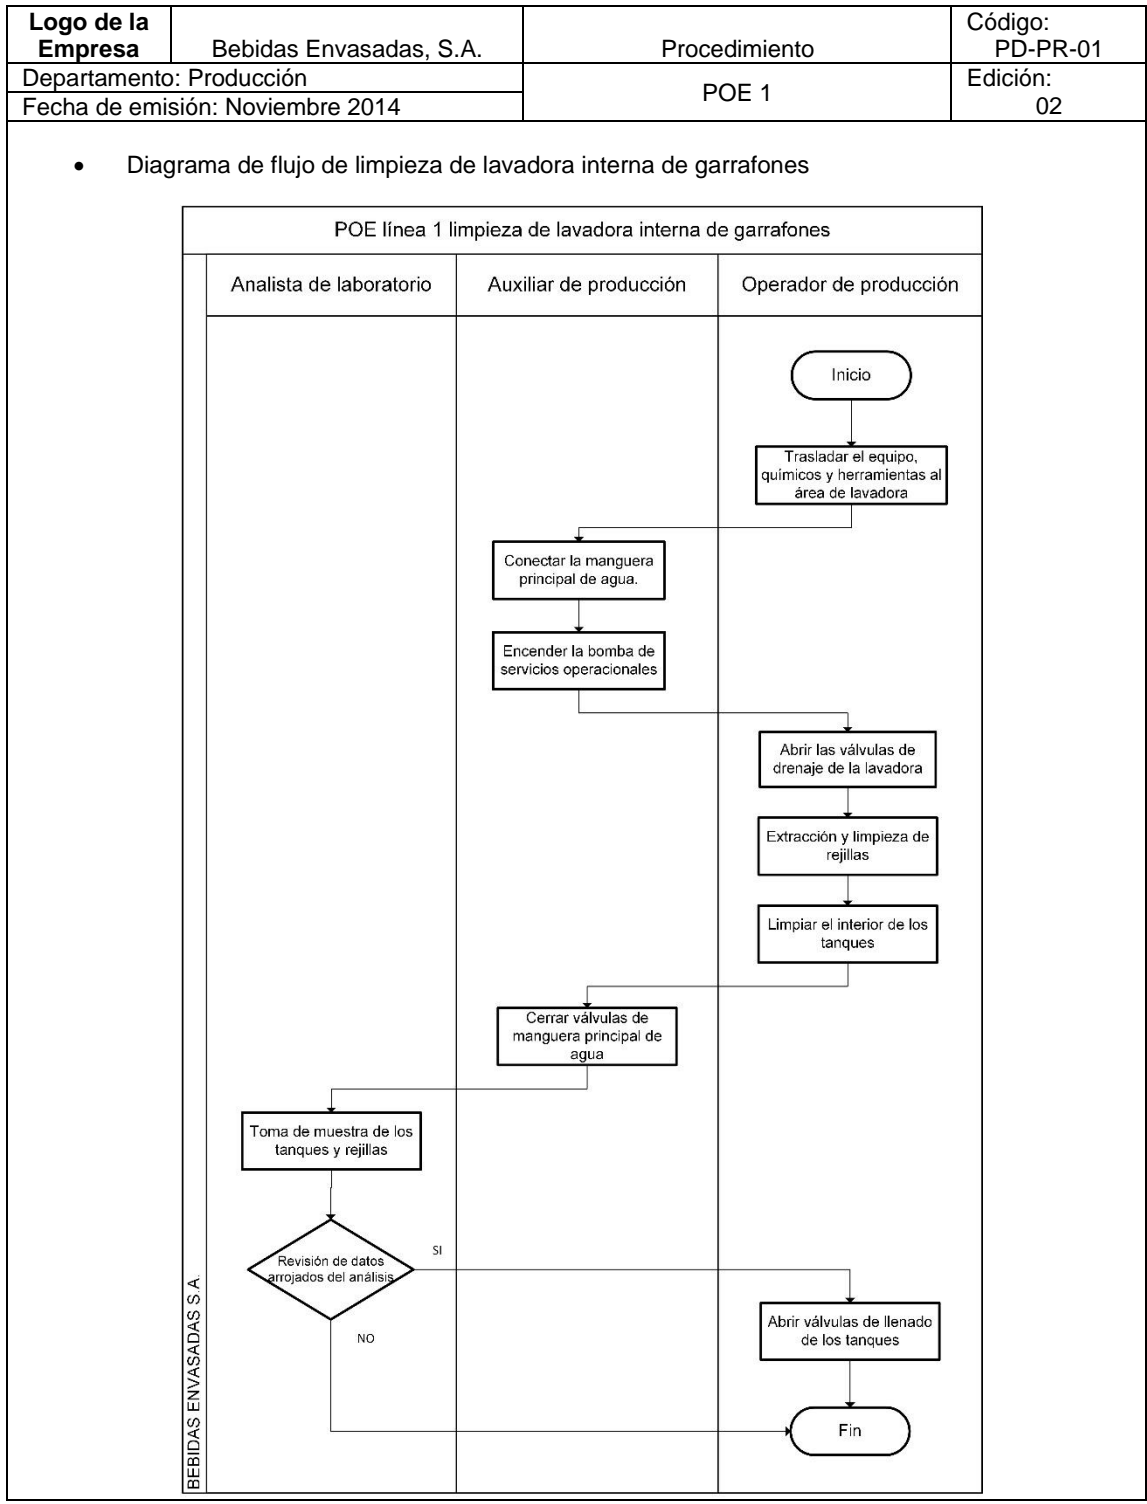 Logo de la
Empresa
Bebidas Envasadas, S.A.
Procedimiento
Código:
PD-PR-01
Departamento: Producción
Fecha de emisión: Noviembre 2014
POE 1
Edición:
02
• Diagrama de flujo de limpieza de lavadora interna de garrafones
POE línea 1 limpieza de lavadora interna de garrafones
Analista de laboratorio
Auxiliar de producción
Operador de producción
Inicio
Trasladar el equipo,
químicos y herramientas al
área de lavadora
Conectar la manguera
principal de agua.
Encender la bomba de
servicios operacionales
Abrir las válvulas de
drenaje de la lavadora
Extracción y limpieza de
rejillas
Limpiar el interior de los
tanques
Cerrar válvulas de
manguera principal de
agua
Toma de muestra de los
tanques y rejillas
Revisión de datos
arrojados del análisis
SI
NO
Abrir válvulas de llenado
de los tanques
Fin
BEBIDAS ENVASADAS S.A.